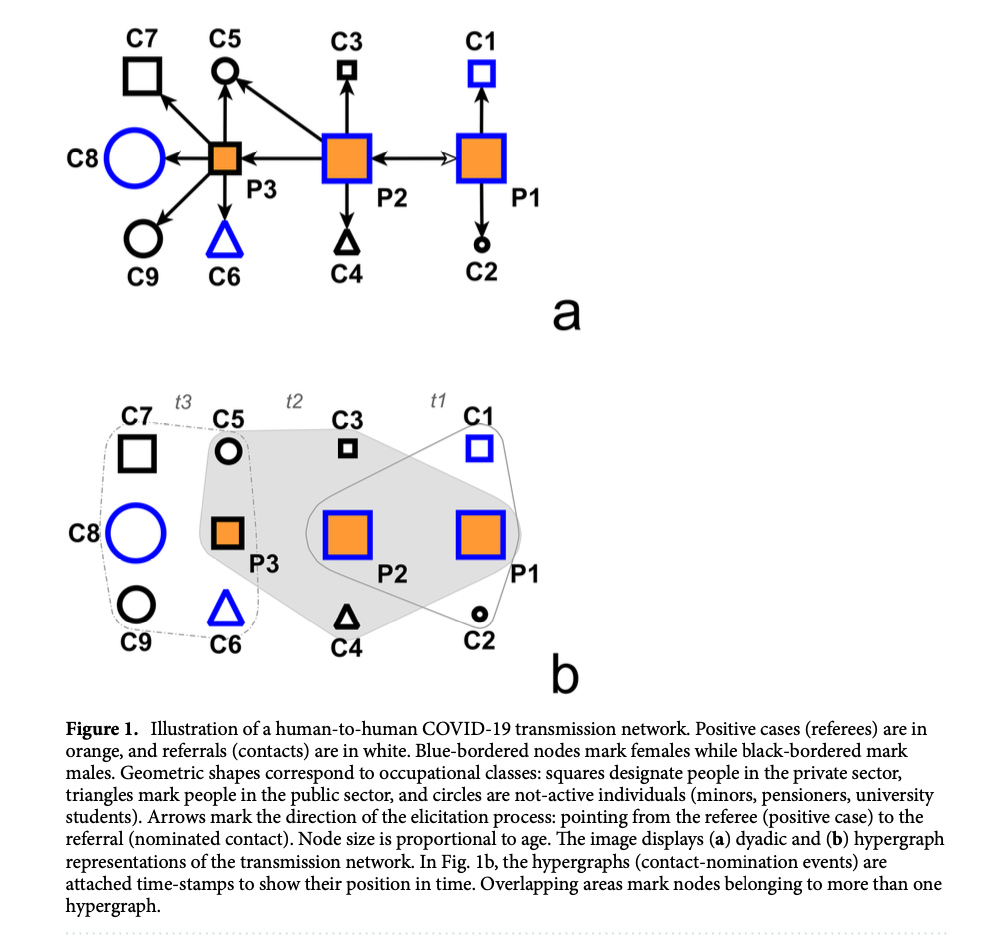 C7 C5 C3 C1
C8
P3 P2 P1
C9 C6 C4 C2
a
t3 t2 t1
C7 C5 C3 C1
C8
P3 P2 P1
C9 C6 C4 C2
b
Figure 1. Illustration of a human-to-human COVID-19 transmission network. Positive cases (referees) are in
orange, and referrals (contacts) are in white. Blue-bordered nodes mark females while black-bordered mark
males. Geometric shapes correspond to occupational classes: squares designate people in the private sector,
triangles mark people in the public sector, and circles are not-active individuals (minors, pensioners, university
students). Arrows mark the direction of the elicitation process: pointing from the referee (positive case) to the
referral (nominated contact). Node size is proportional to age. The image displays (a) dyadic and (b) hypergraph
representations of the transmission network. In Fig. 1b, the hypergraphs (contact-nomination events) are
attached time-stamps to show their position in time. Overlapping areas mark nodes belonging to more than one
hypergraph.